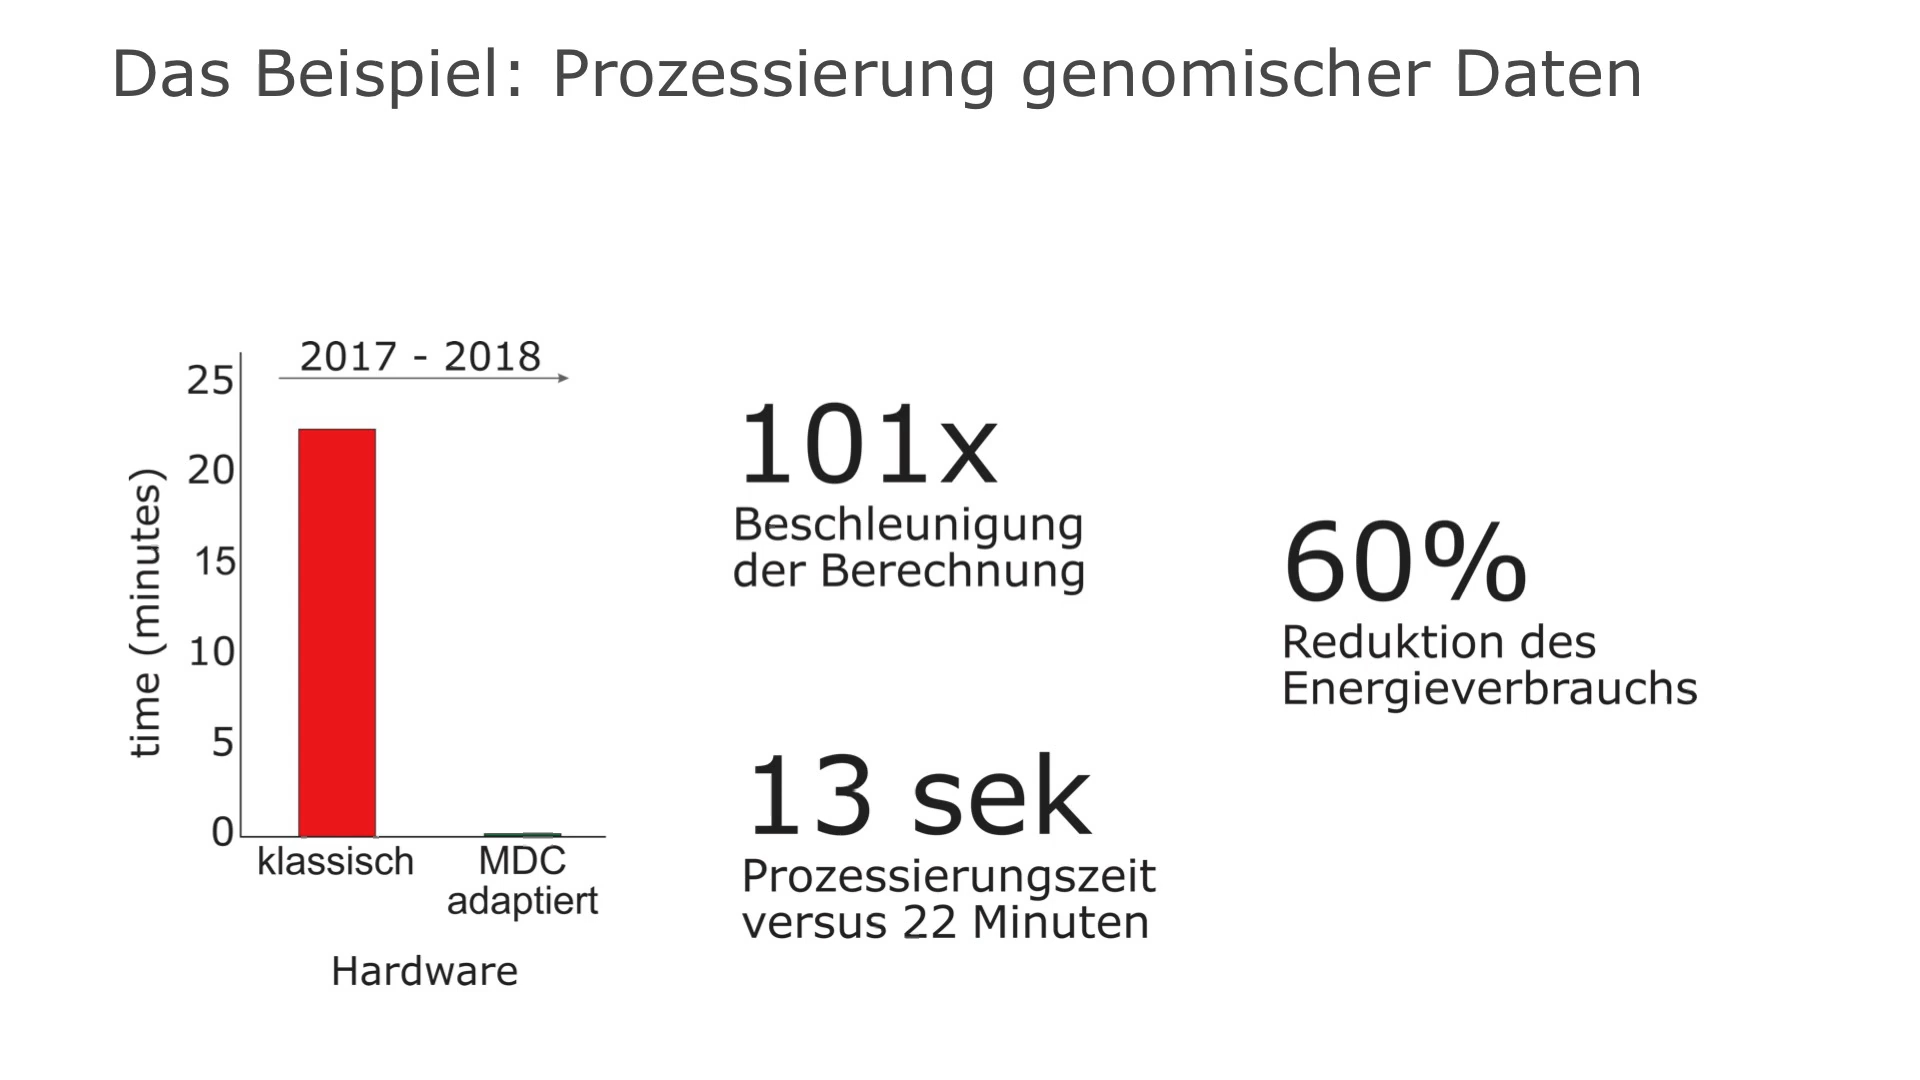 Das Beispiel: Prozessierung genomischer Daten
2017 - 2018
25
20
15
10
5
0
time (minutes)
klassisch
MDC
adaptiert
Hardware
101x
Beschleunigung
der Berechnung
13 sek
Prozessierungszeit
versus 22 Minuten
60%
Reduktion des
Energieverbrauchs